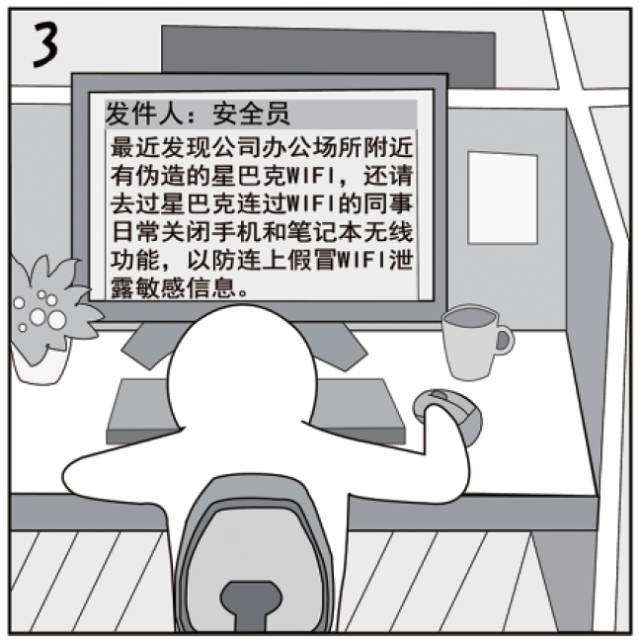 3
发件人：安全员
最近发现公司办公场所附近
有伪造的星巴克WIFI，还请
去过星巴克连过WIFI的同事
日常关闭手机和笔记本无线
功能，以防连上假冒WIFI泄
露敏感信息。